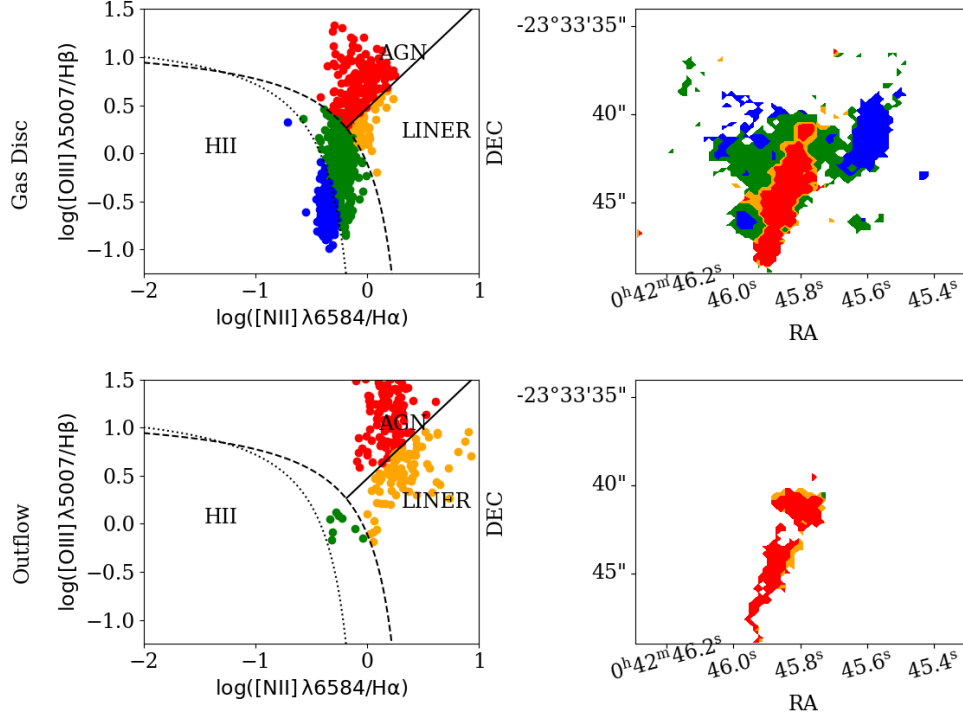 Gas Disc
log([OIII] λ5007/Hβ)
1.5
1.0
0.5
0.0
−0.5
−1.0
HII
AGN
LINER
−2
−1
0
1
log([NII] λ6584/Hα)
DEC
-23°33'35"
40"
45"
0ʰ42ᵐ46.2ˢ
46.0ˢ
45.8ˢ
45.6ˢ
45.4ˢ
RA
Outflow
log([OIII] λ5007/Hβ)
1.5
1.0
0.5
0.0
−0.5
−1.0
HII
AGN
LINER
−2
−1
0
1
log([NII] λ6584/Hα)
DEC
-23°33'35"
40"
45"
0ʰ42ᵐ46.2ˢ
46.0ˢ
45.8ˢ
45.6ˢ
45.4ˢ
RA